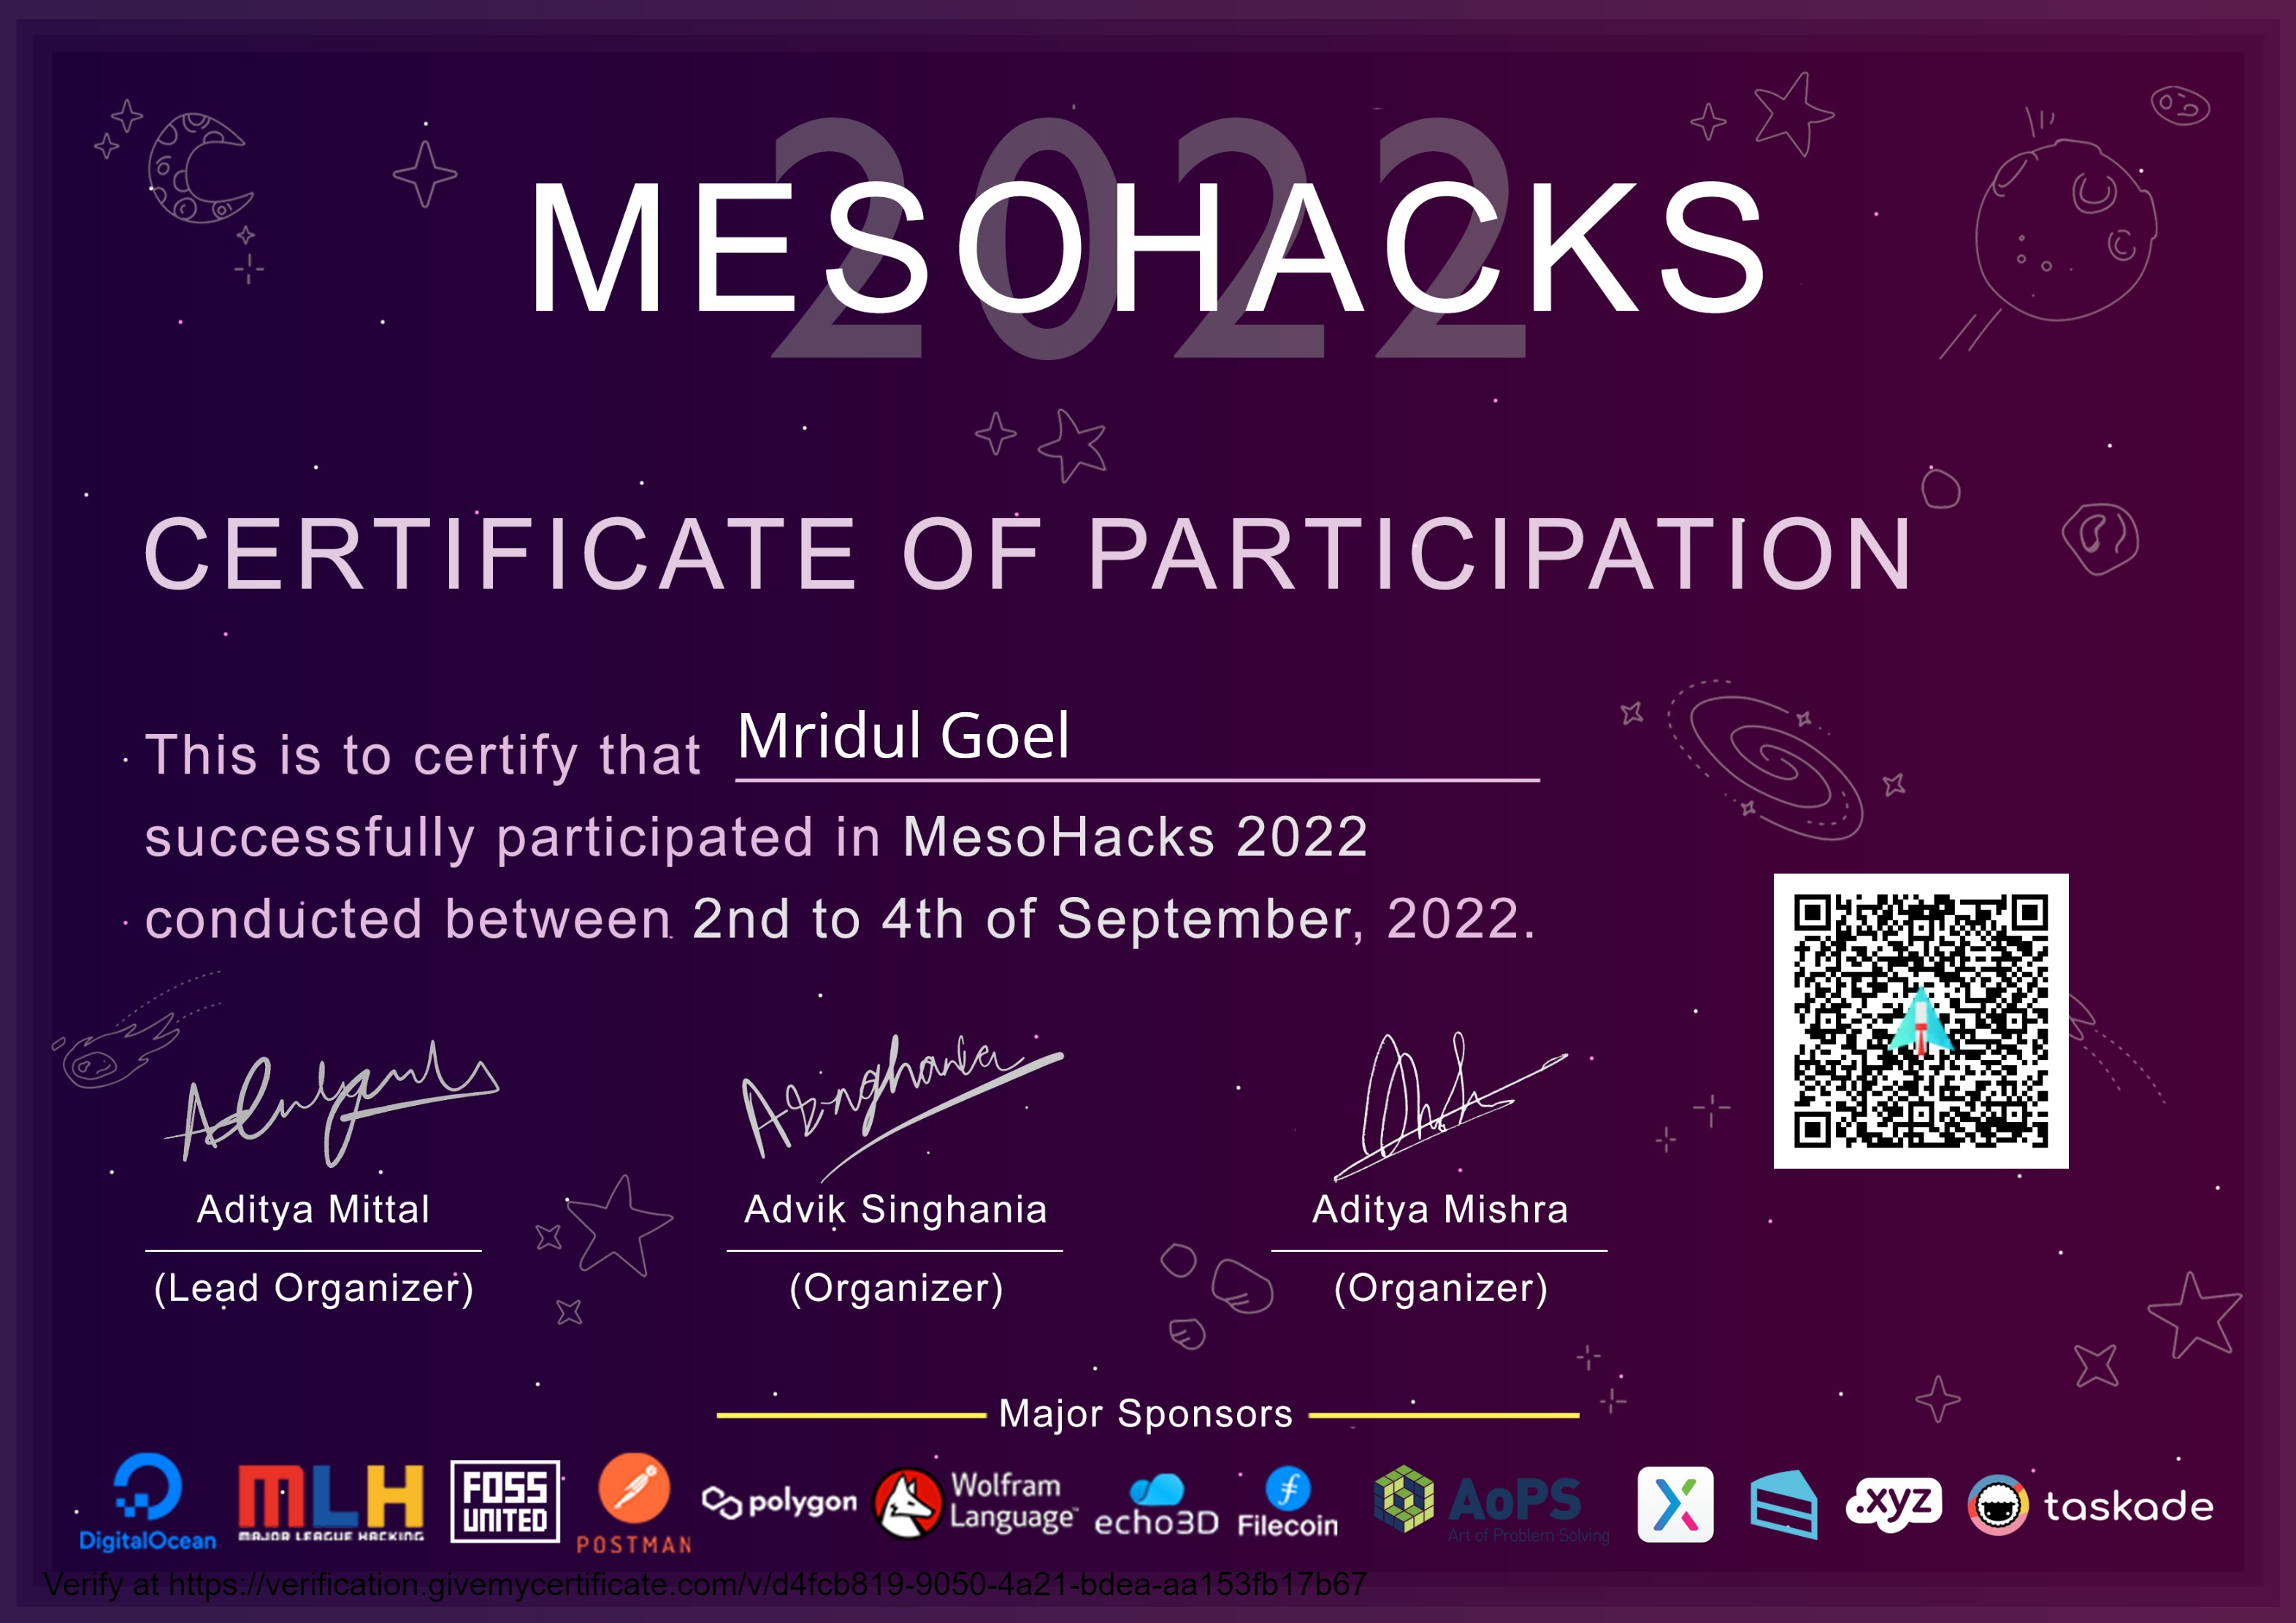 2022
MESOHACKS
CERTIFICATE OF PARTICIPATION
This is to certify that Mridul Goel
successfully participated in MesoHacks 2022
conducted between 2nd to 4th of September, 2022.
Asinghania
Aditya Mittal Advik Singhania Aditya Mishra
(Lead Organizer) (Organizer) (Organizer)
Major Sponsors
DigitalOcean
MLH
MAJOR LEAGUE HACKING
FOSS
UNITED
POSTMAN
polygon
Wolfram
Language™
echo3D
Filecoin
AoPS
Art of Problem Solving
.xyz
taskade
Verify at https://verification.givemycertificate.com/v/d4fcb819-9050-4a21-bdea-aa153fb17b67